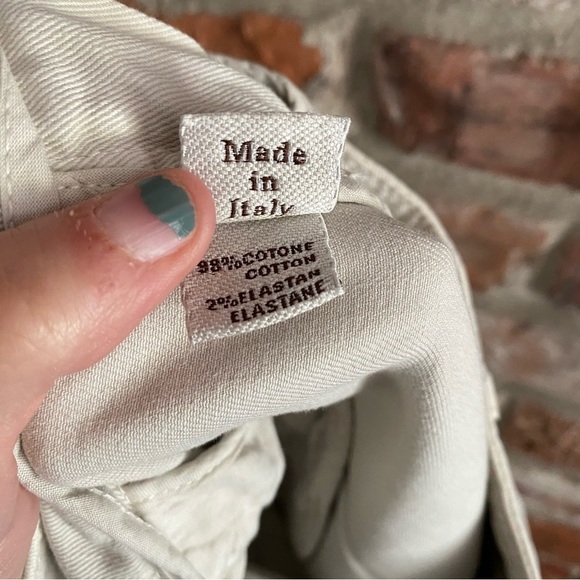 Made
in
Italy
98%COTONE
COTTON
2%ELASTAN
ELASTANE